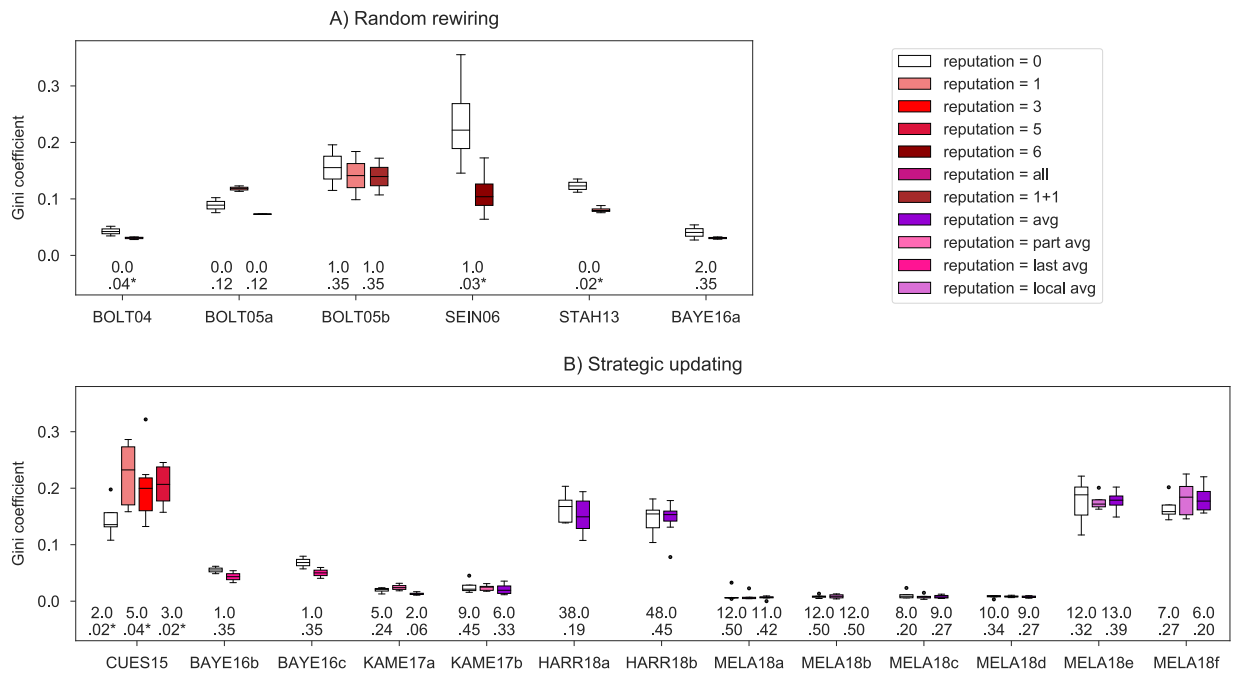 A) Random rewiring
Gini coefficient
0.3
0.2
0.1
0.0
0.0 0.0 0.0 1.0 1.0 1.0 0.0 2.0
.04* .12 .12 .35 .35 .03* .02* .35
BOLT04 BOLT05a BOLT05b SEIN06 STAH13 BAYE16a
reputation = 0
reputation = 1
reputation = 3
reputation = 5
reputation = 6
reputation = all
reputation = 1+1
reputation = avg
reputation = part avg
reputation = last avg
reputation = local avg
B) Strategic updating
Gini coefficient
0.3
0.2
0.1
0.0
2.0 5.0 3.0 1.0 1.0 5.0 2.0 9.0 6.0 38.0 48.0 12.0 11.0 12.0 12.0 8.0 9.0 10.0 9.0 12.0 13.0 7.0 6.0
.02* .04* .02* .35 .35 .24 .06 .45 .33 .19 .45 .50 .42 .50 .50 .20 .27 .34 .27 .32 .39 .27 .20
CUES15 BAYE16b BAYE16c KAME17a KAME17b HARR18a HARR18b MELA18a MELA18b MELA18c MELA18d MELA18e MELA18f